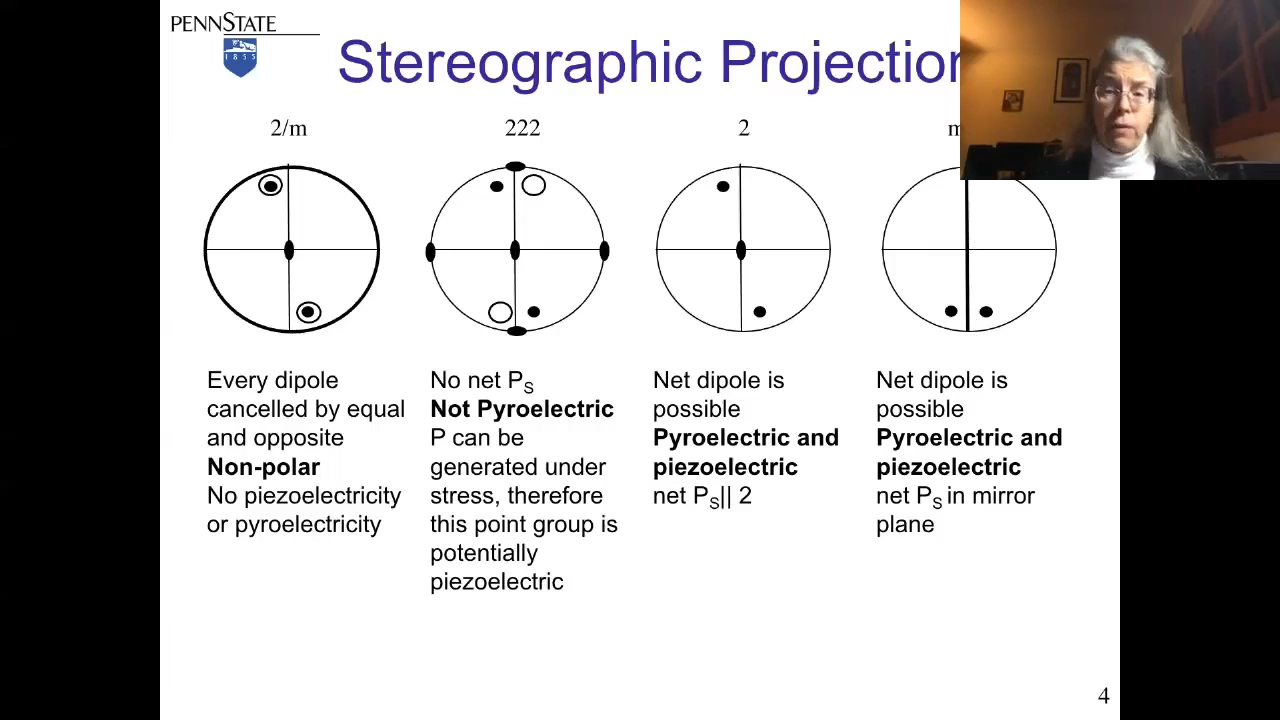 PENNSTATE
1855
Stereographic Projection
2/m
222
2
m
Every dipole
cancelled by equal
and opposite
Non-polar
No piezoelectricity
or pyroelectricity
No net PS
Not Pyroelectric
P can be
generated under
stress, therefore
this point group is
potentially
piezoelectric
Net dipole is
possible
Pyroelectric and
piezoelectric
net PS|| 2
Net dipole is
possible
Pyroelectric and
piezoelectric
net PS in mirror
plane
4